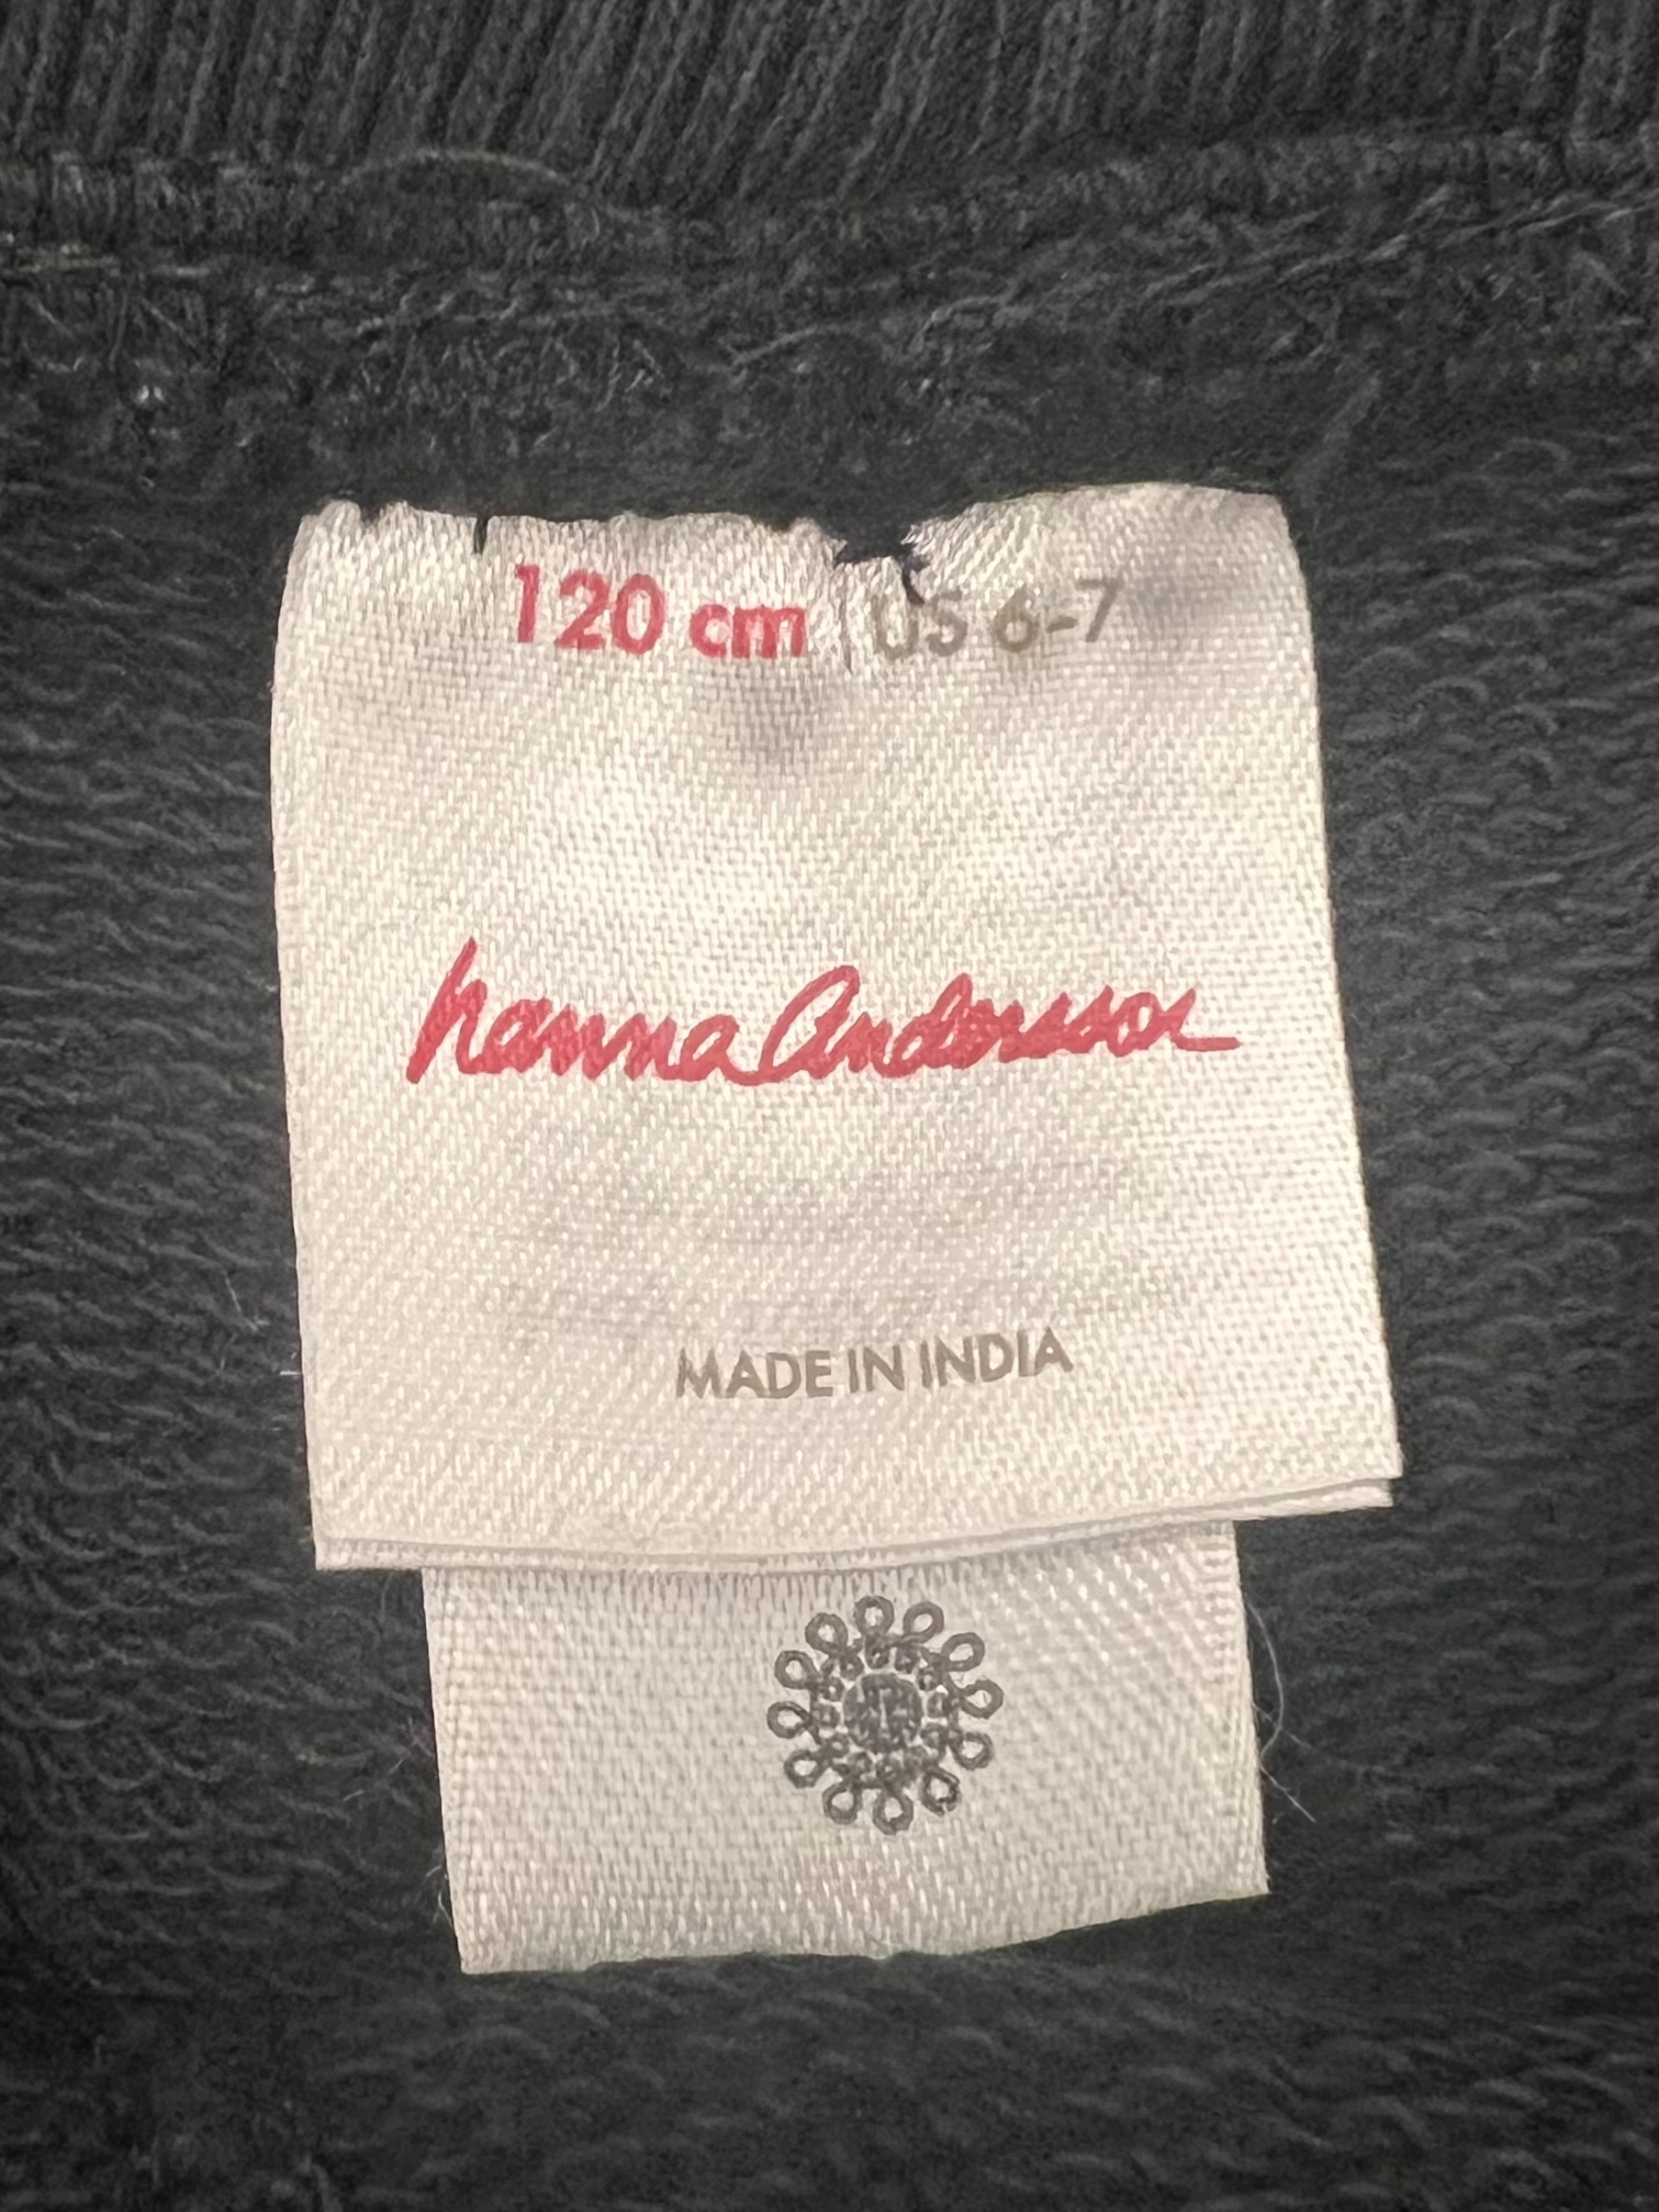 120 cm | US 6-7
hanna Andersson
MADE IN INDIA